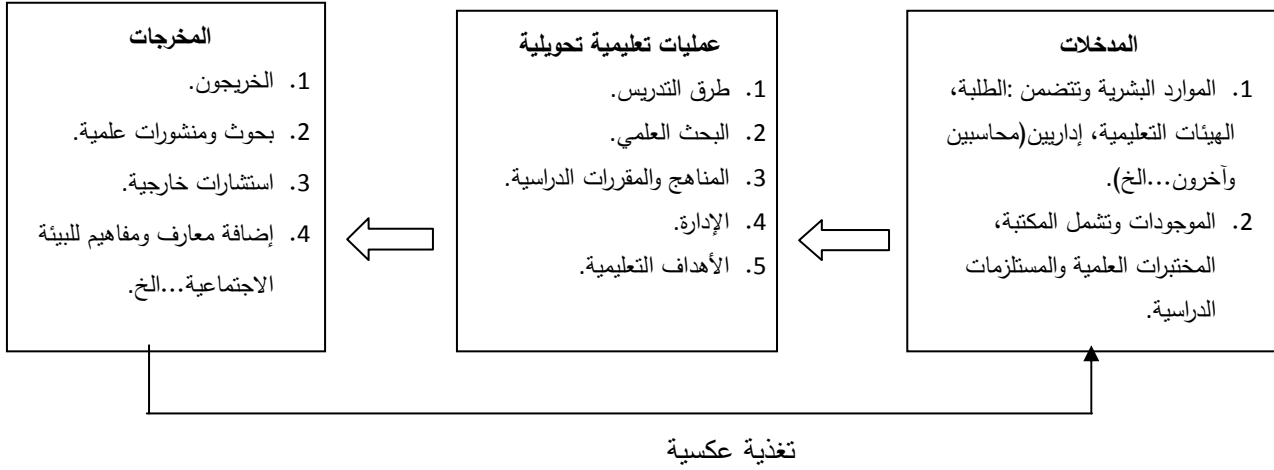 المدخلات
1. الموارد البشرية وتتضمن :الطلبة،
الهيئات التعليمية، إداريين(محاسبين
وآخرون...الخ).
2. الموجودات وتشمل المكتبة،
المختبرات العلمية والمستلزمات
الدراسية.
عمليات تعليمية تحويلية
1. طرق التدريس.
2. البحث العلمي.
3. المناهج والمقررات الدراسية.
4. الإدارة.
5. الأهداف التعليمية.
المخرجات
1. الخريجون.
2. بحوث ومنشورات علمية.
3. استشارات خارجية.
4. إضافة معارف ومفاهيم للبيئة
الاجتماعية...الخ.
تغذية عكسية